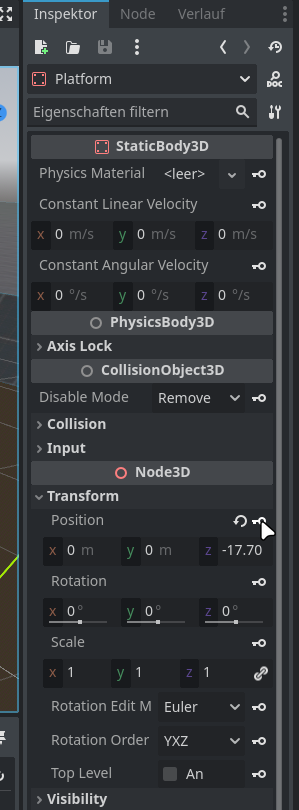 Inspektor Node Verlauf
Platform
Eigenschaften filtern
StaticBody3D
Physics Material <leer>
Constant Linear Velocity
x 0 m/s y 0 m/s z 0 m/s
Constant Angular Velocity
x 0 °/s y 0 °/s z 0 °/s
PhysicsBody3D
Axis Lock
CollisionObject3D
Disable Mode Remove
Collision
Input
Node3D
Transform
Position
x 0 m y 0 m z -17.70
Rotation
x 0 ° y 0 ° z 0 °
Scale
x 1 y 1 z 1
Rotation Edit M Euler
Rotation Order YXZ
Top Level An
Visibility